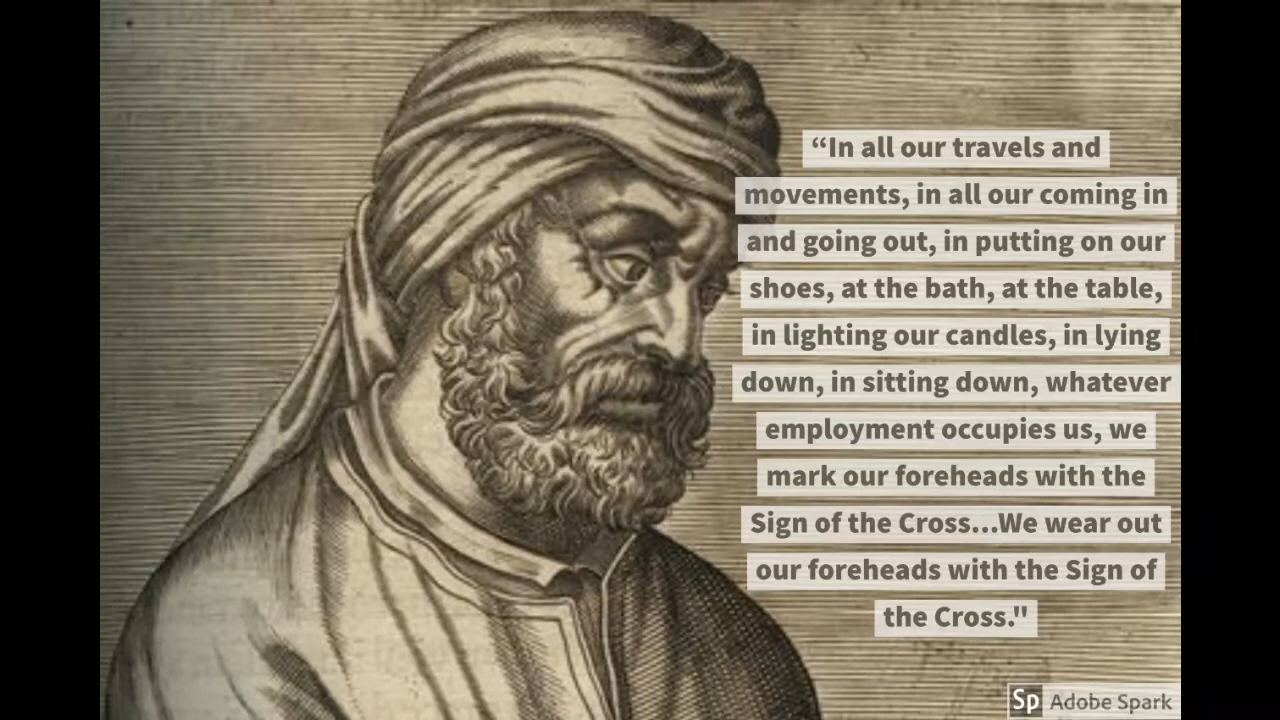 “In all our travels and
movements, in all our coming in
and going out, in putting on our
shoes, at the bath, at the table,
in lighting our candles, in lying
down, in sitting down, whatever
employment occupies us, we
mark our foreheads with the
Sign of the Cross...We wear out
our foreheads with the Sign of
the Cross."
Sp Adobe Spark